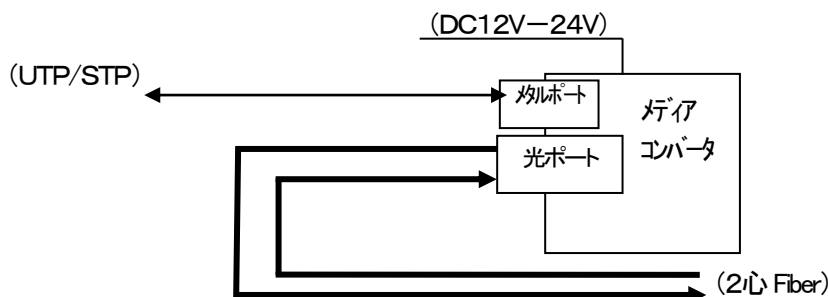 (DC12V－24V)
(UTP/STP)
メタルポート
メディア
コンバータ
光ポート
(2心 Fiber)